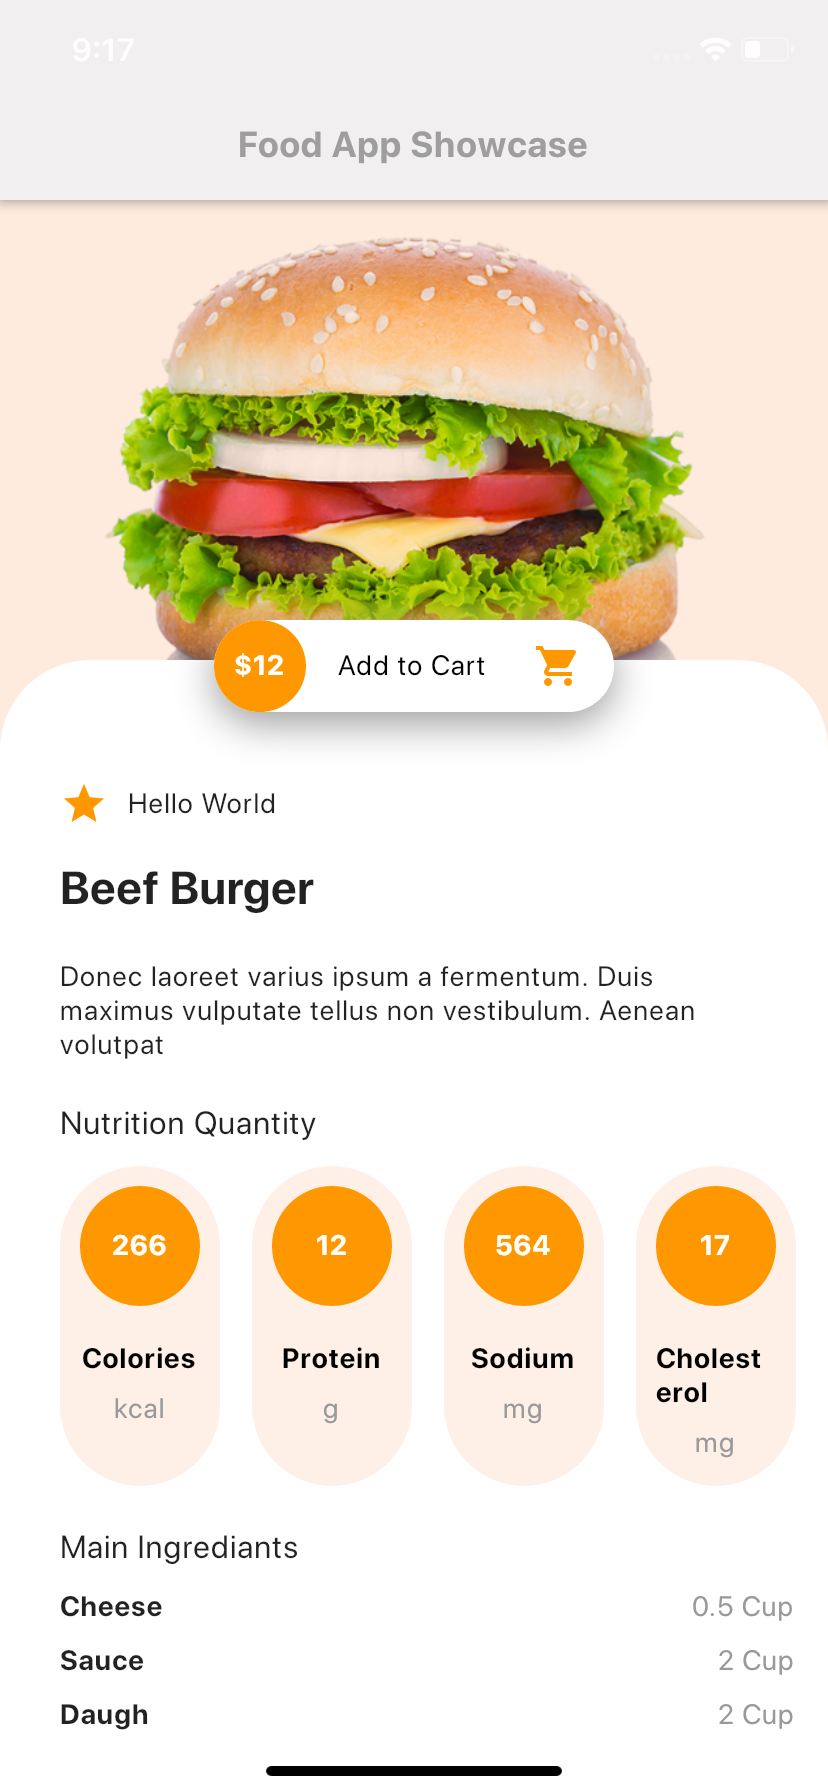 9:17
Food App Showcase
$12 Add to Cart
Hello World
Beef Burger
Donec laoreet varius ipsum a fermentum. Duis
maximus vulputate tellus non vestibulum. Aenean
volutpat
Nutrition Quantity
266 12 564 17
Colories Protein Sodium Cholest
erol
kcal g mg mg
Main Ingrediants
Cheese 0.5 Cup
Sauce 2 Cup
Daugh 2 Cup